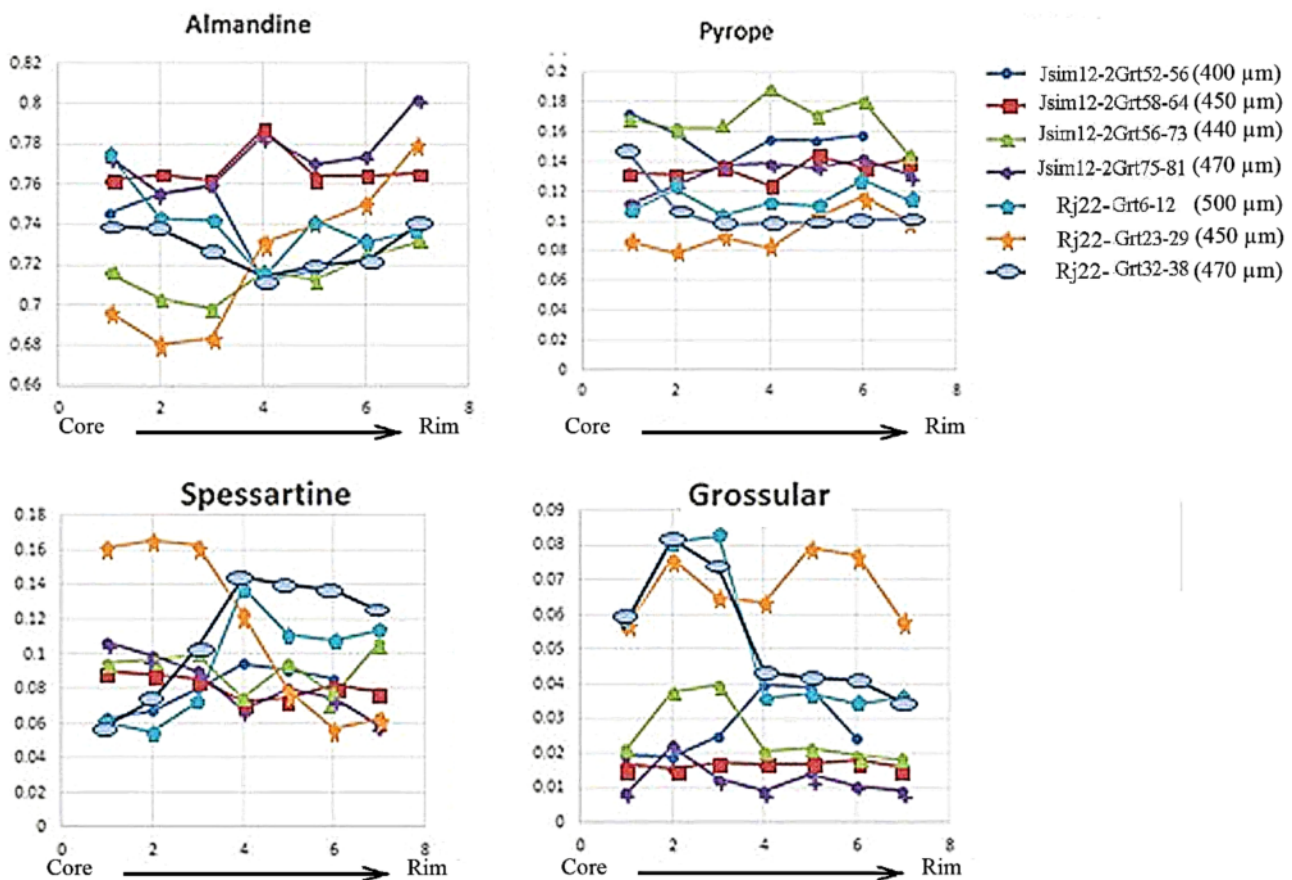 Almandine
0.82
0.8
0.78
0.76
0.74
0.72
0.7
0.68
0.66
0 2 4 6 8
Core Rim
Pyrope
0.2
0.18
0.16
0.14
0.12
0.1
0.08
0.06
0.04
0.02
0
0 2 4 6 8
Core Rim
Jsim12-2Grt52-56 (400 µm)
Jsim12-2Grt58-64 (450 µm)
Jsim12-2Grt56-73 (440 µm)
Jsim12-2Grt75-81 (470 µm)
Rj22-Grt6-12 (500 µm)
Rj22-Grt23-29 (450 µm)
Rj22- Grt32-38 (470 µm)
Spessartine
0.18
0.16
0.14
0.12
0.1
0.08
0.06
0.04
0.02
0
0 2 4 6 8
Core Rim
Grossular
0.09
0.08
0.07
0.06
0.05
0.04
0.03
0.02
0.01
0
0 2 4 6 8
Core Rim